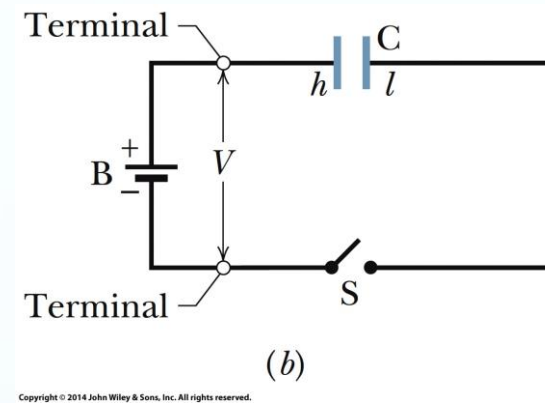 Terminal
C
h
l
+
B
V
−
S
Terminal
(b)
Copyright © 2014 John Wiley & Sons, Inc. All rights reserved.